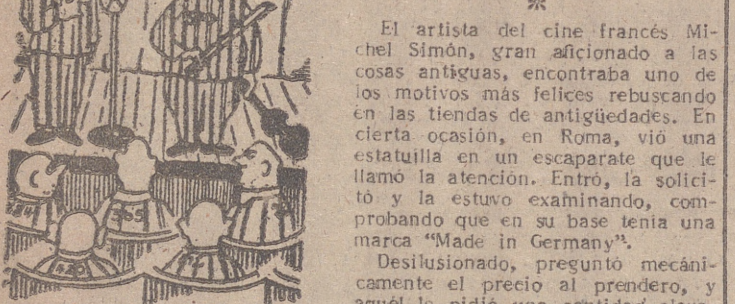 El artista del cine francés Mi-
chel Simón, gran aficionado a las
cosas antiguas, encontraba uno de
los motivos más felices rebuscando
en las tiendas de antigüedades. En
cierta ocasión, en Roma, vió una
estatuilla en un escaparate que le
llamó la atención. Entró, la solici-
tó y la estuvo examinando, com-
probando que en su base tenía una
marca "Made in Germany".
Desilusionado, preguntó mecáni-
camente el precio al prendero, y
365